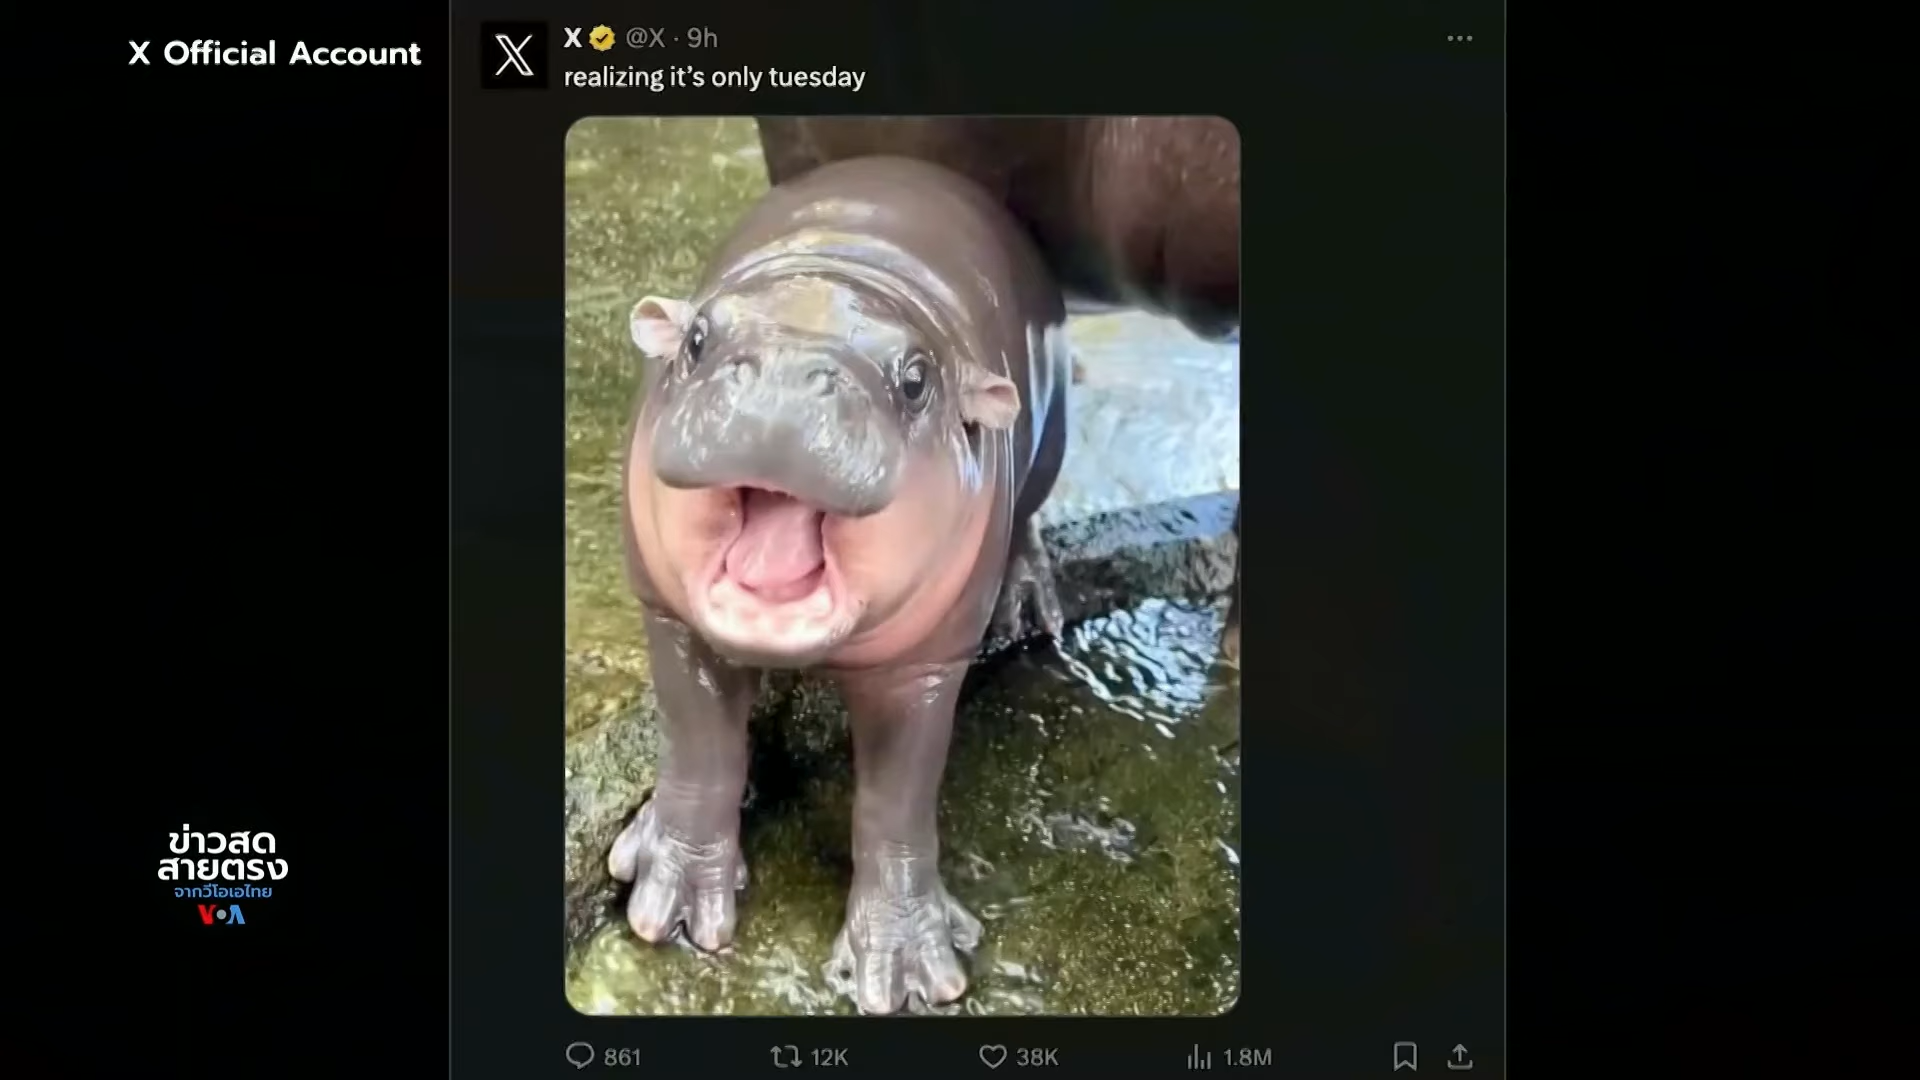 X Official Account
X @X · 9h
realizing it's only tuesday
861 12K 38K 1.8M
ข่าวสด
สายตรง
จากวีโอเอไทย
VOA